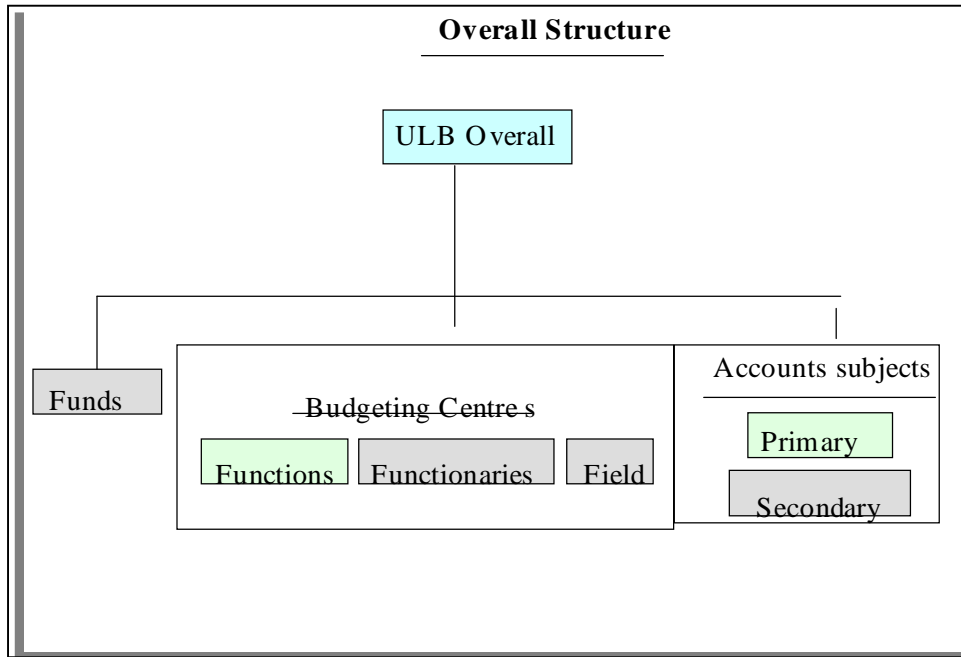 Overall Structure
ULB Overall
Funds
Budgeting Centres
Functions
Functionaries
Field
Accounts subjects
Primary
Secondary